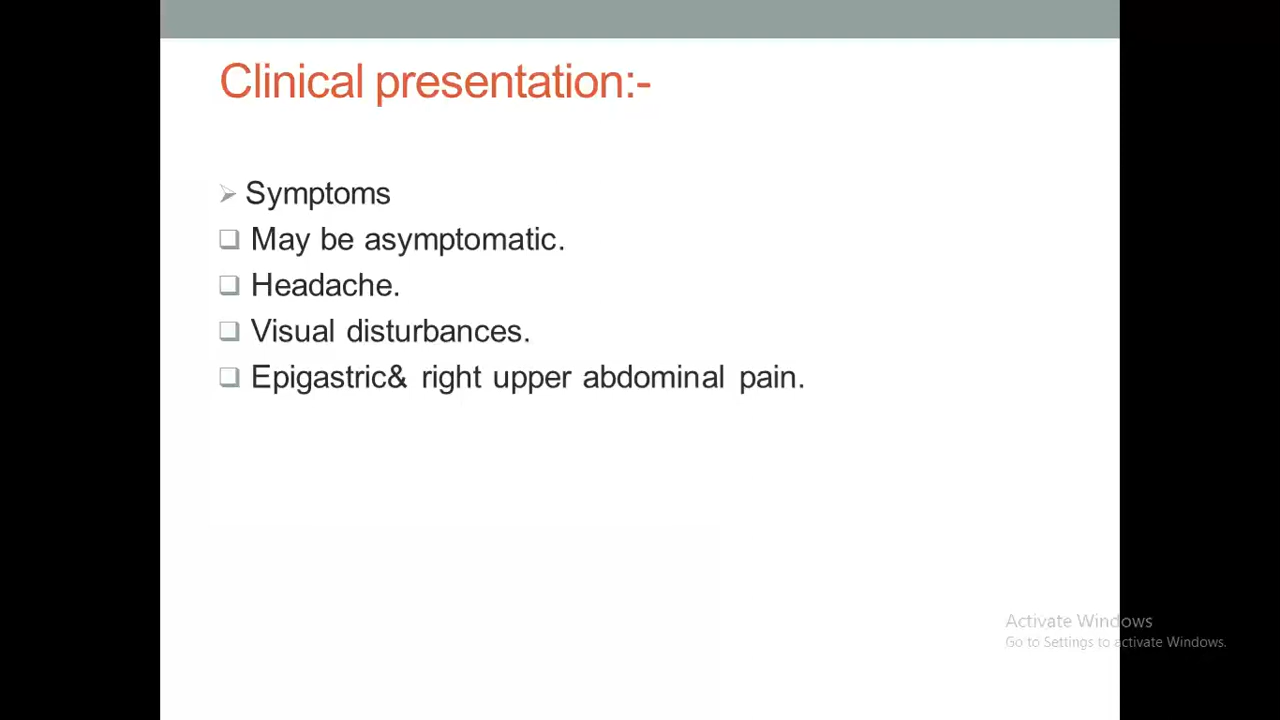 Clinical presentation:-
Symptoms
May be asymptomatic.
Headache.
Visual disturbances.
Epigastric& right upper abdominal pain.
Activate Windows
Go to Settings to activate Windows.